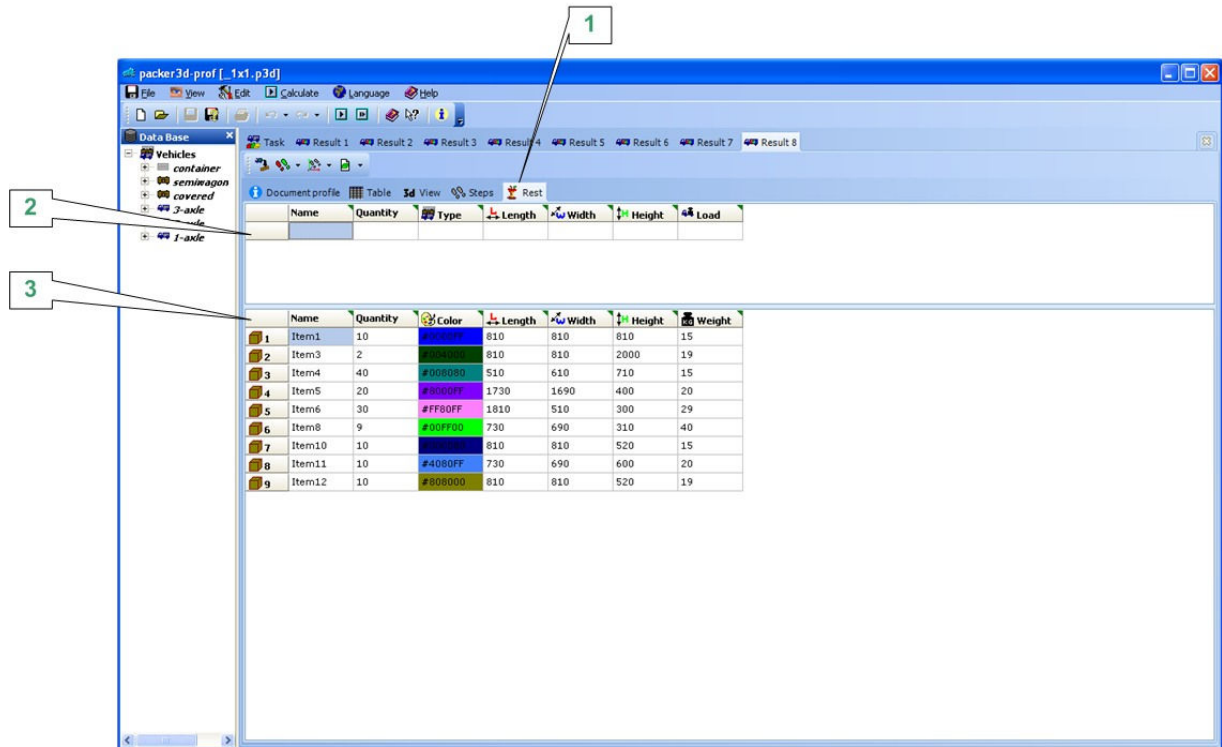 1
packer3d-prof [_1x1.p3d]
File View Edit Calculate Language Help
Data Base
Task Result 1 Result 2 Result 3 Result 4 Result 5 Result 6 Result 7 Result 8
Vehicles
container
semiwagon
covered
3-axle
1-axle
Document profile Table 3d View Steps Rest
2
Name Quantity Type Length Width Height Load
3
Name Quantity Color Length Width Height Weight
1 Item1 10 #0000FF 810 810 810 15
2 Item3 2 #004000 810 810 2000 19
3 Item4 40 #008080 510 610 710 15
4 Item5 20 #8000FF 1730 1690 400 20
5 Item6 30 #FF80FF 1810 510 300 29
6 Item8 9 #00FF00 730 690 310 40
7 Item10 10 810 810 520 15
8 Item11 10 #4080FF 730 690 600 20
9 Item12 10 #808000 810 810 520 19